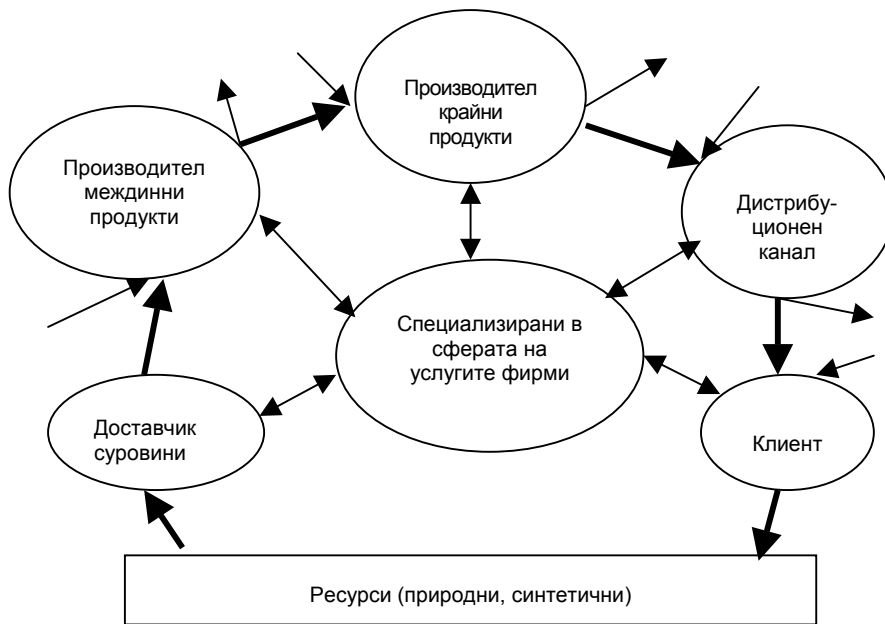 Производител
крайни
продукти
Производител
междинни
продукти
Дистрибу-
ционен
канал
Специализирани в
сферата на
услугите фирми
Доставчик
суровини
Клиент
Ресурси (природни, синтетични)